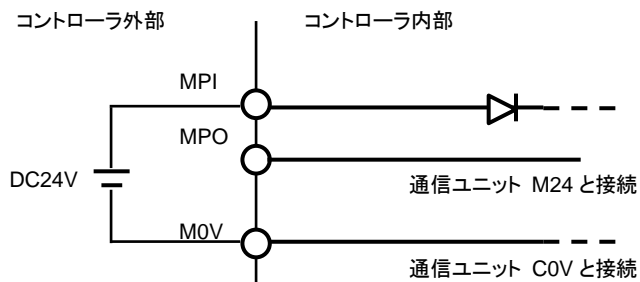 コントローラ外部
コントローラ内部
MPI
MPO
DC24V
通信ユニット M24 と接続
M0V
通信ユニット C0V と接続